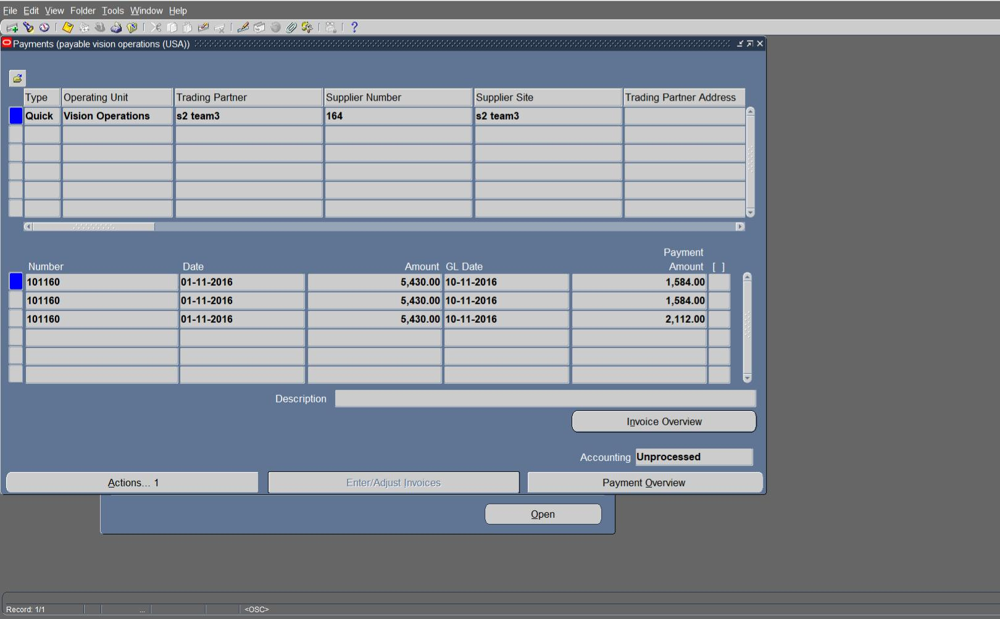 File Edit View Folder Tools Window Help
Payments (payable vision operations (USA))
Type Operating Unit Trading Partner Supplier Number Supplier Site Trading Partner Address
Quick Vision Operations s2 team3 164 s2 team3
Payment
Number Date Amount GL Date Amount [ ]
101160 01-11-2016 5,430.00 10-11-2016 1,584.00
101160 01-11-2016 5,430.00 10-11-2016 1,584.00
101160 01-11-2016 5,430.00 10-11-2016 2,112.00
Description
Invoice Overview
Accounting Unprocessed
Actions... 1 Enter/Adjust Invoices Payment Overview
Open
Record: 1/1 ... <OSC>